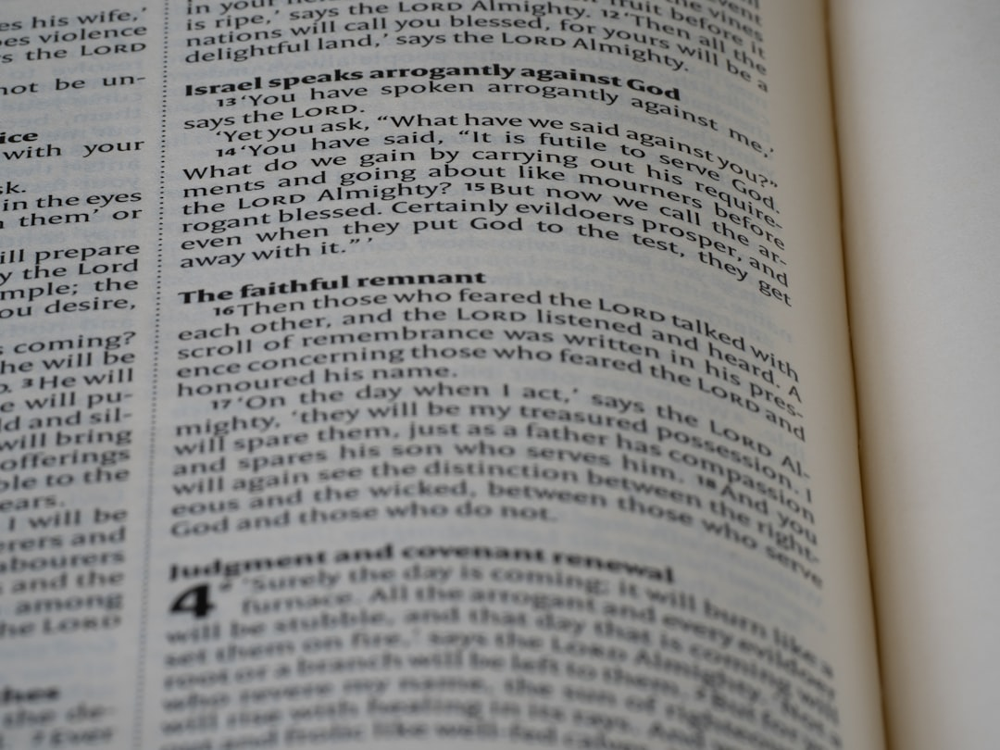 es his wife,'
es violence
s the LORD
not be un-
ice
with your
sk.
in the eyes
them' or
ill prepare
y the Lord
mple; the
ou desire,
coming?
he will be
3 He will
e will pu-
ld and sil-
will bring
offerings
ble to the
ears.
I will be
erers and
abourers
and the
among
he LORD
hes
the de-
in your
is ripe,' says the LORD Almighty. 12 'Then all the
nations will call you blessed, for yours will be a
delightful land,' says the LORD Almighty.
Israel speaks arrogantly against God
13 'You have spoken arrogantly against me,'
says the LORD.
'Yet you ask, "What have we said against you?"
14 'You have said, "It is futile to serve God.
What do we gain by carrying out his require-
ments and going about like mourners before
the LORD Almighty? 15 But now we call the ar-
rogant blessed. Certainly evildoers prosper, and
even when they put God to the test, they get
away with it." '
The faithful remnant
16 Then those who feared the LORD talked with
each other, and the LORD listened and heard. A
scroll of remembrance was written in his pres-
ence concerning those who feared the LORD and
honoured his name.
17 'On the day when I act,' says the LORD Al-
mighty, 'they will be my treasured possession. I
will spare them, just as a father has compassion
and spares his son who serves him. 18 And you
will again see the distinction between the right-
eous and the wicked, between those who serve
God and those who do not.
Judgment and covenant renewal
4 'Surely the day is coming; it will burn like a
furnace. All the arrogant and every evildoer
will be stubble, and that day that is coming will
set them on fire,' says the LORD Almighty. 'Not a
root or a branch will be left to them. 2 But for you
who revere my name, the sun of righteousness
will rise with healing in its rays. And you will go
out and frolic like well-fed calves